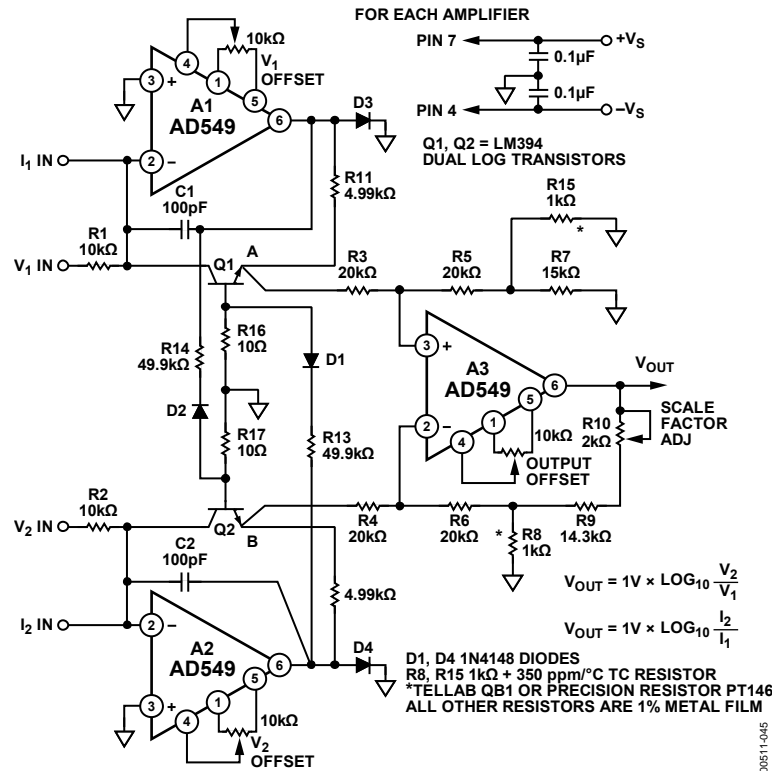 FOR EACH AMPLIFIER
PIN 7
+VS
0.1µF
0.1µF
PIN 4
–VS
Q1, Q2 = LM394
DUAL LOG TRANSISTORS
10kΩ
V1
OFFSET
4
3
+
1
5
A1
AD549
6
D3
I1 IN
2
–
R11
4.99kΩ
C1
100pF
R15
1kΩ
*
R1
10kΩ
V1 IN
Q1
A
R3
20kΩ
R5
20kΩ
R7
15kΩ
R16
10Ω
D1
R14
49.9kΩ
3
+
A3
AD549
6
VOUT
D2
5
1
2
–
4
10kΩ
OUTPUT
OFFSET
R10
2kΩ
SCALE
FACTOR
ADJ
R17
10Ω
R13
49.9kΩ
R2
10kΩ
V2 IN
Q2
B
R4
20kΩ
R6
20kΩ
R9
14.3kΩ
*
R8
1kΩ
C2
100pF
4.99kΩ
VOUT = 1V × LOG10 V2/V1
VOUT = 1V × LOG10 I2/I1
I2 IN
2
–
A2
AD549
6
D4
5
1
3
+
4
10kΩ
V2
OFFSET
D1, D4 1N4148 DIODES
R8, R15 1kΩ + 350 ppm/°C TC RESISTOR
*TELLAB QB1 OR PRECISION RESISTOR PT146
ALL OTHER RESISTORS ARE 1% METAL FILM
00511-045